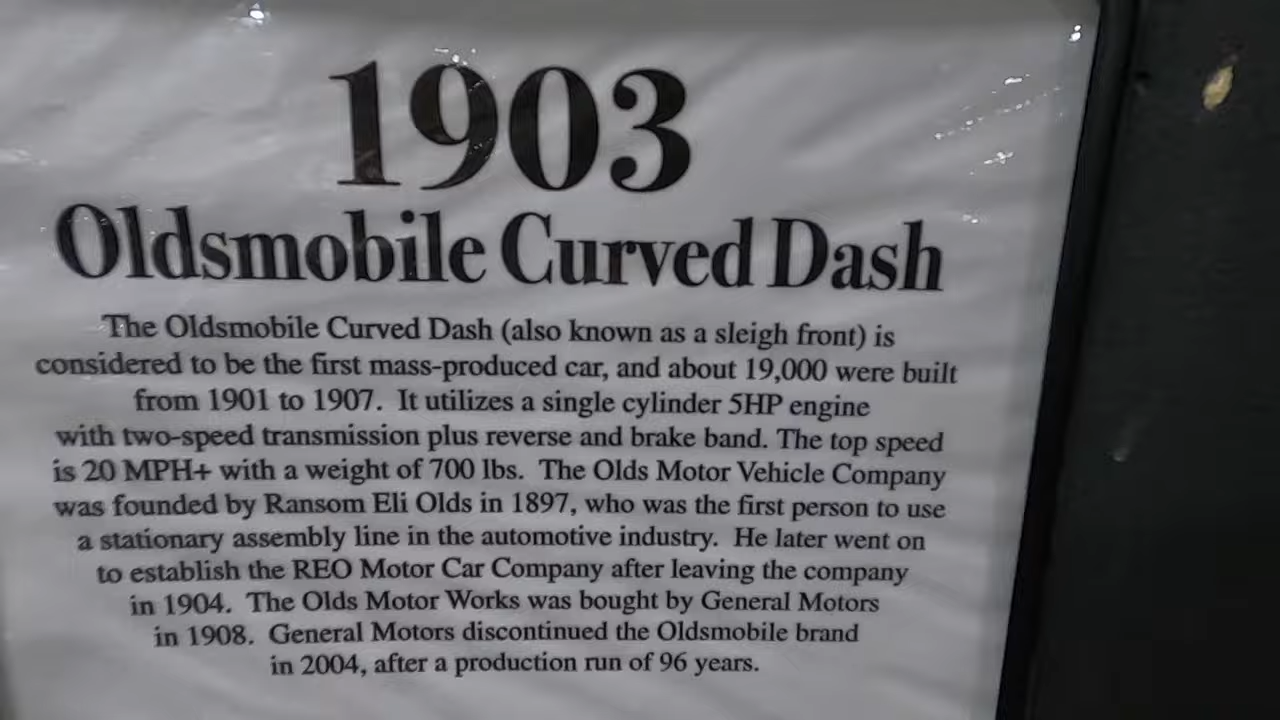 1903
Oldsmobile Curved Dash
The Oldsmobile Curved Dash (also known as a sleigh front) is
considered to be the first mass-produced car, and about 19,000 were built
from 1901 to 1907. It utilizes a single cylinder 5HP engine
with two-speed transmission plus reverse and brake band. The top speed
is 20 MPH+ with a weight of 700 lbs. The Olds Motor Vehicle Company
was founded by Ransom Eli Olds in 1897, who was the first person to use
a stationary assembly line in the automotive industry. He later went on
to establish the REO Motor Car Company after leaving the company
in 1904. The Olds Motor Works was bought by General Motors
in 1908. General Motors discontinued the Oldsmobile brand
in 2004, after a production run of 96 years.